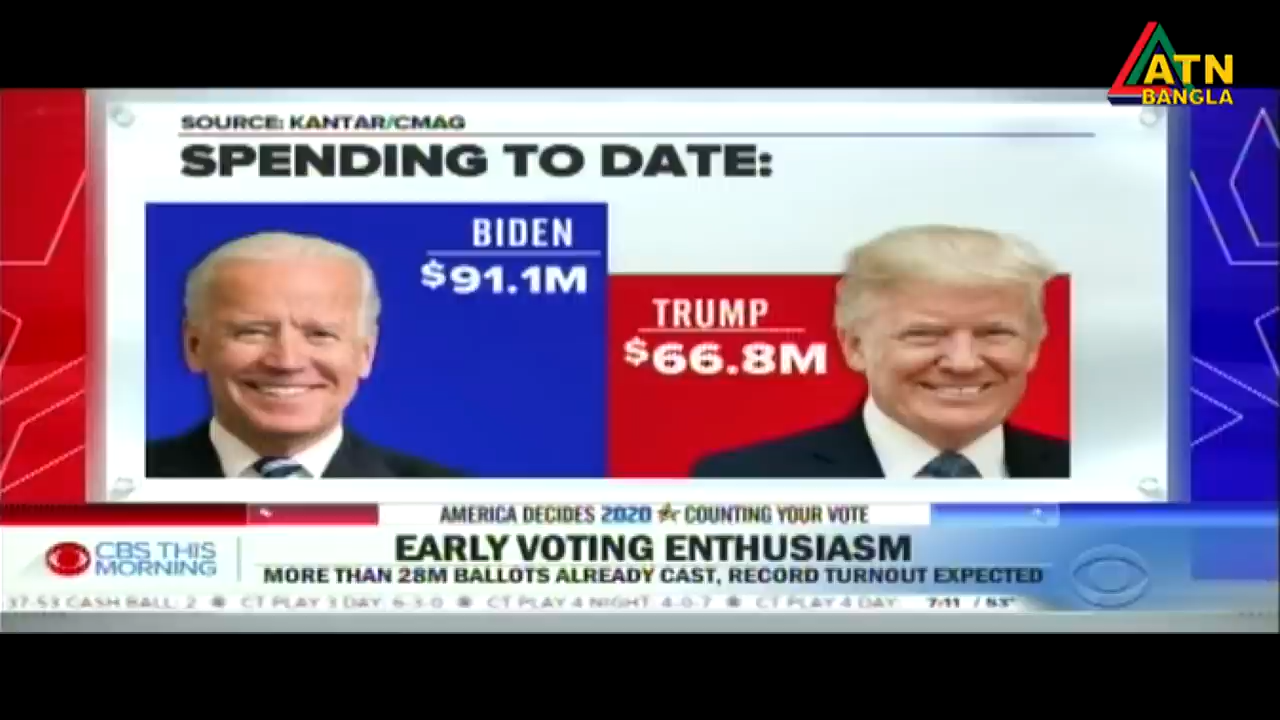 ATN
BANGLA
SOURCE: KANTAR/CMAG
SPENDING TO DATE:
BIDEN
$91.1M
TRUMP
$66.8M
AMERICA DECIDES 2020 COUNTING YOUR VOTE
CBS THIS
MORNING
EARLY VOTING ENTHUSIASM
MORE THAN 28M BALLOTS ALREADY CAST, RECORD TURNOUT EXPECTED
37-53 CASH BALL: 2 CT PLAY 3 DAY: 6-3-0 CT PLAY 4 NIGHT: 4-0-7 CT PLAY 4 DAY: 7:11 / 53°